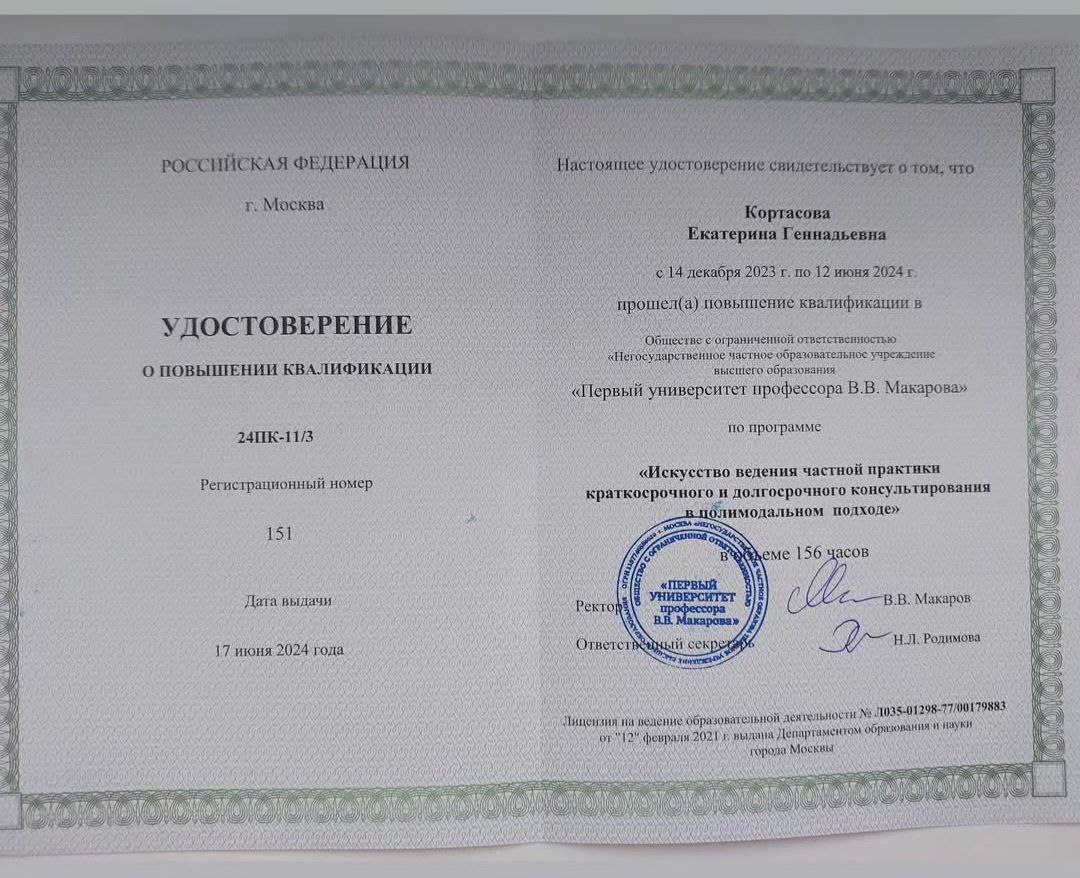 РОССИЙСКАЯ ФЕДЕРАЦИЯ
г. Москва
УДОСТОВЕРЕНИЕ
О ПОВЫШЕНИИ КВАЛИФИКАЦИИ
24ПК-11/3
Регистрационный номер
151
Дата выдачи
17 июня 2024 года
Настоящее удостоверение свидетельствует о том, что
Кортасова
Екатерина Геннадьевна
с 14 декабря 2023 г. по 12 июня 2024 г.
прошел(а) повышение квалификации в
Обществе с ограниченной ответственностью
«Негосударственное частное образовательное учреждение
высшего образования
«Первый университет профессора В.В. Макарова»
по программе
«Искусство ведения частной практики
краткосрочного и долгосрочного консультирования
в полимодальном подходе»
в объеме 156 часов
Ректор
В.В. Макаров
Ответственный секретарь
Н.Л. Родимова
ОБЩЕСТВО С ОГРАНИЧЕННОЙ ОТВЕТСТВЕННОСТЬЮ
«ПЕРВЫЙ
УНИВЕРСИТЕТ
профессора
В.В. Макарова»
Лицензия на ведение образовательной деятельности № Л035-01298-77/00179883
от "12" февраля 2021 г. выдана Департаментом образования и науки
города Москвы